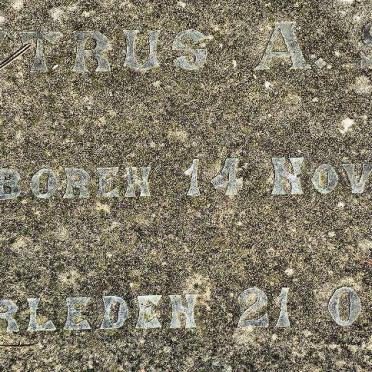 TRUS A.
BOREN 14 NOV
RLEDEN 21 O